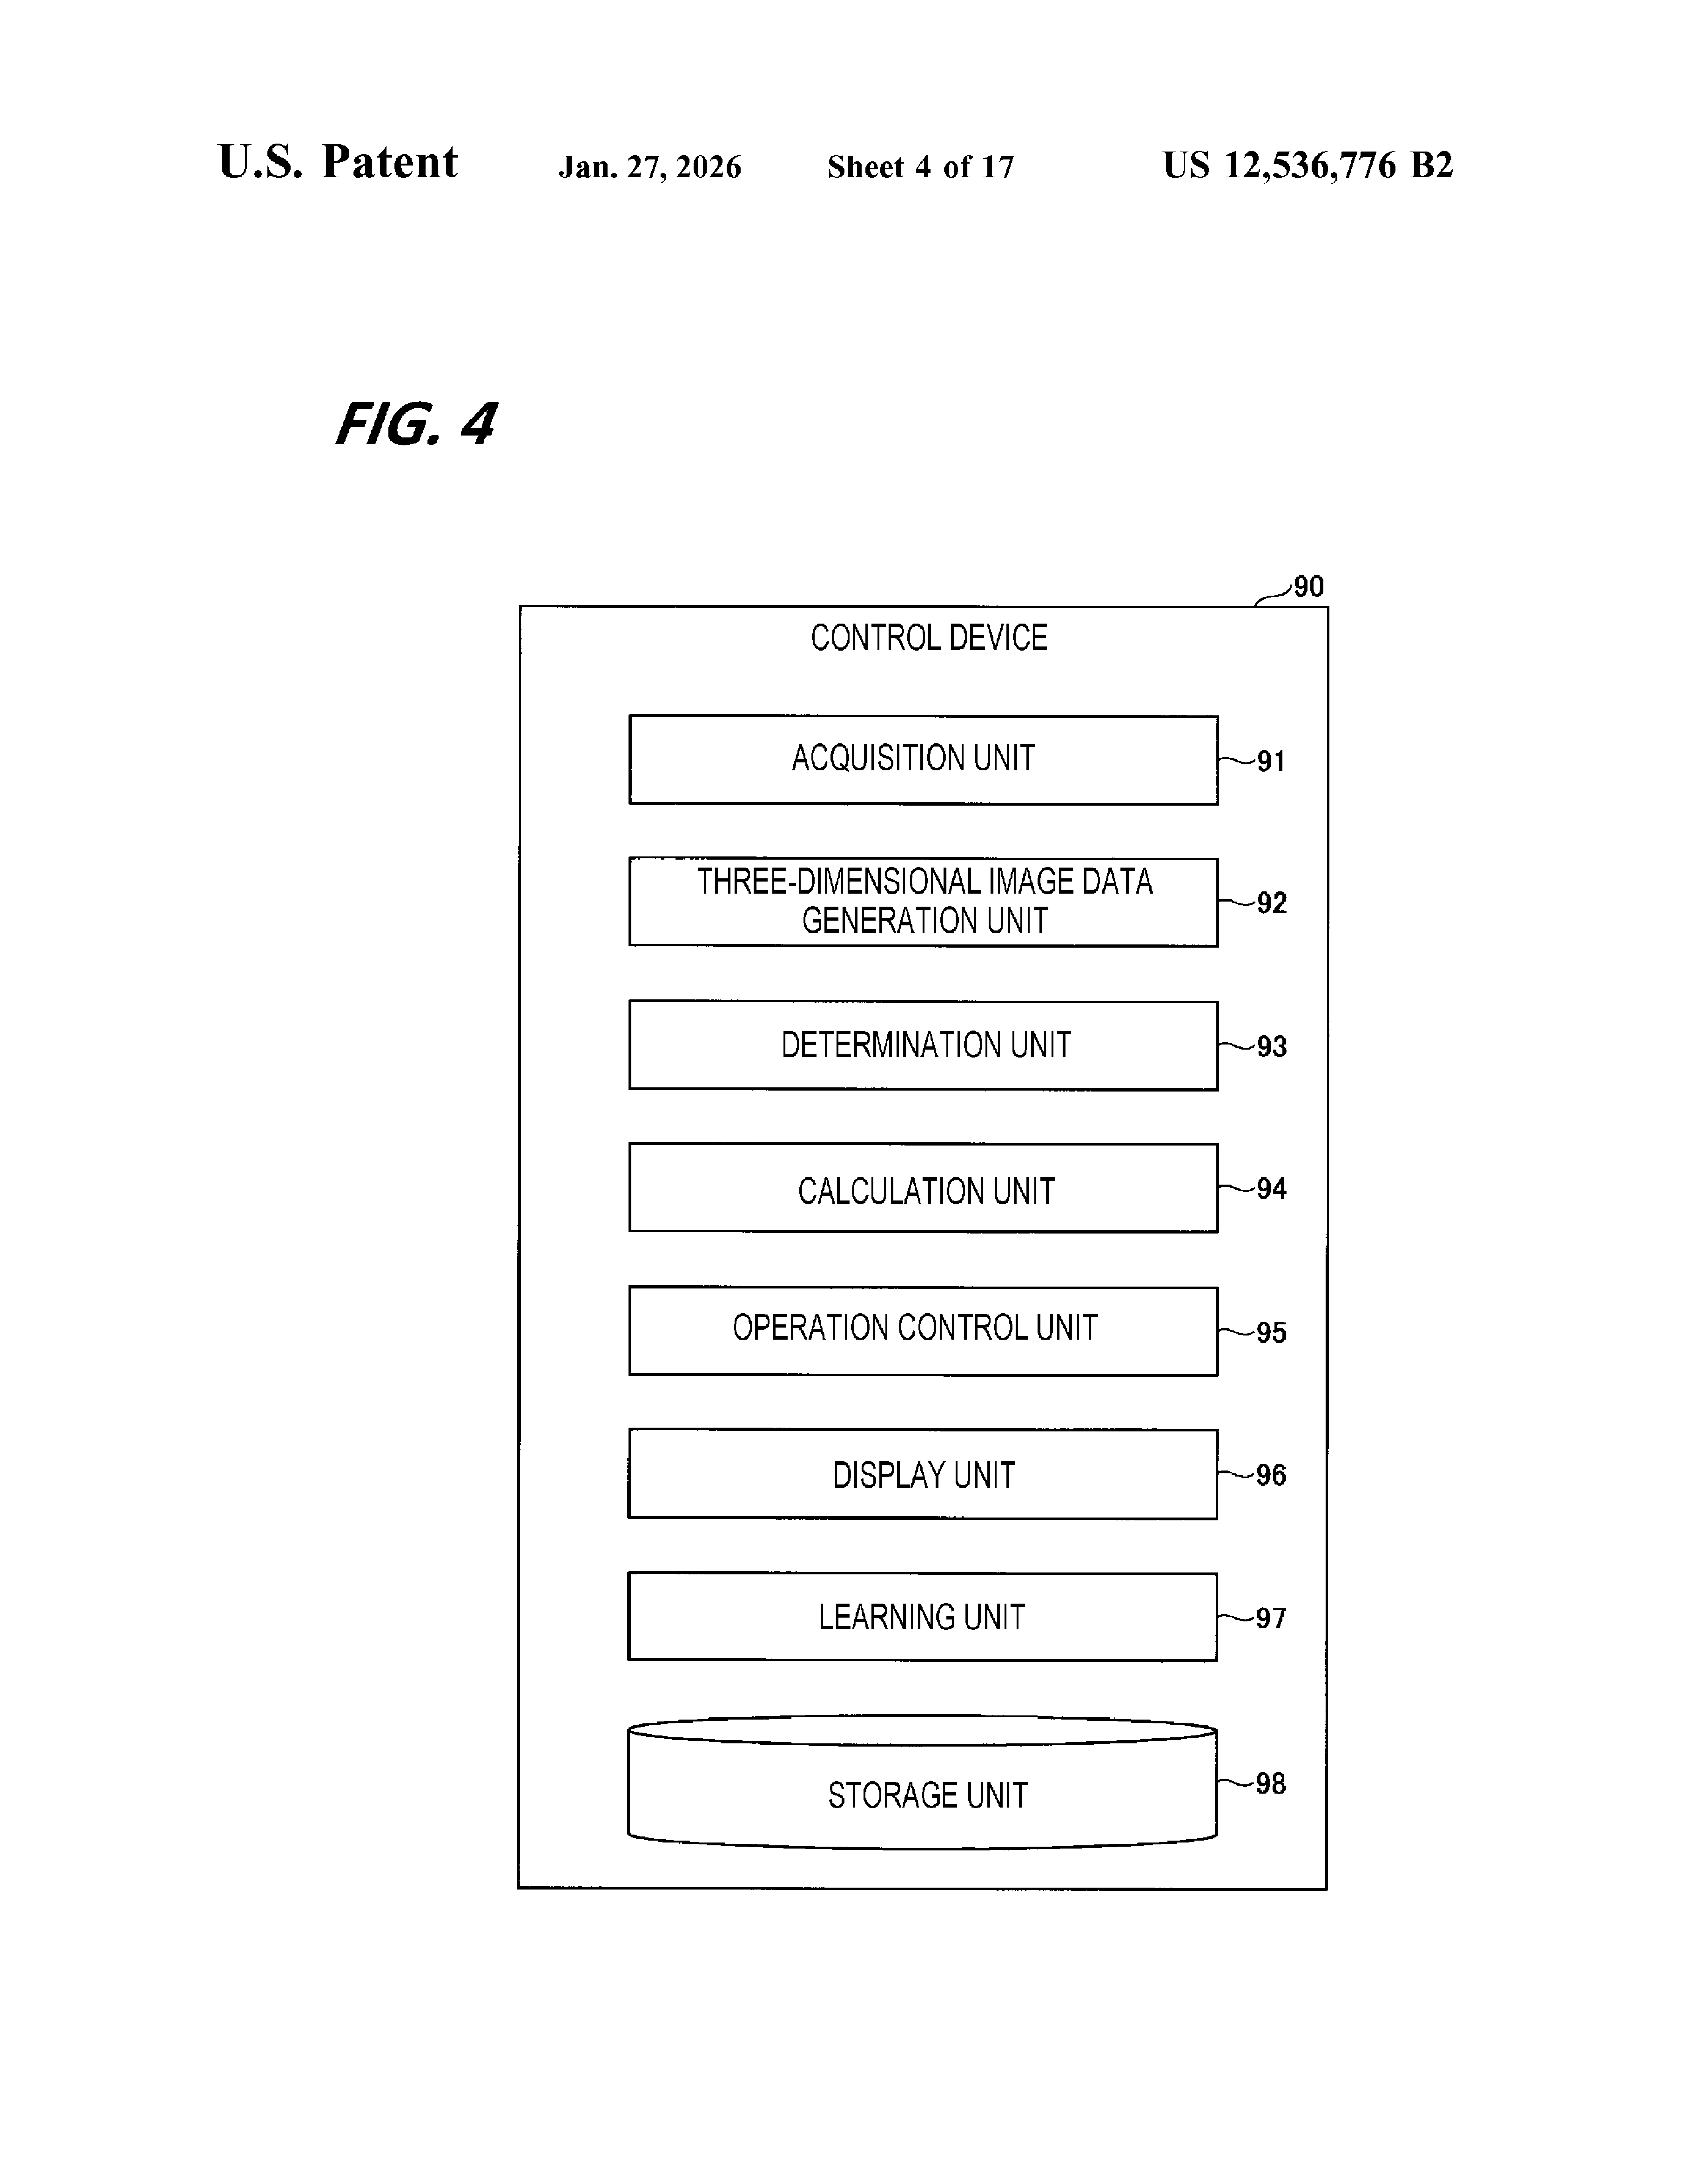 U.S. Patent Jan. 27, 2026 Sheet 4 of 17 US 12,536,776 B2
FIG. 4
90
CONTROL DEVICE
ACQUISITION UNIT 91
THREE-DIMENSIONAL IMAGE DATA
GENERATION UNIT 92
DETERMINATION UNIT 93
CALCULATION UNIT 94
OPERATION CONTROL UNIT 95
DISPLAY UNIT 96
LEARNING UNIT 97
STORAGE UNIT 98